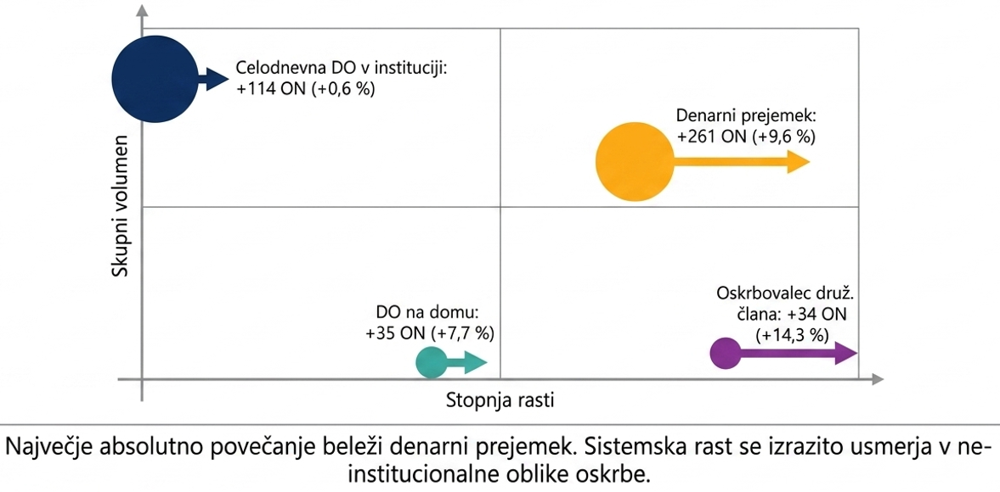 Celodnevna DO v instituciji:
+114 ON (+0,6 %)
Denarni prejemek:
+261 ON (+9,6 %)
Skupni volumen
DO na domu:
+35 ON (+7,7 %)
Oskrbovalec druž.
člana: +34 ON
(+14,3 %)
Stopnja rasti
Največje absolutno povečanje beleži denarni prejemek. Sistemska rast se izrazito usmerja v ne-
institucionalne oblike oskrbe.